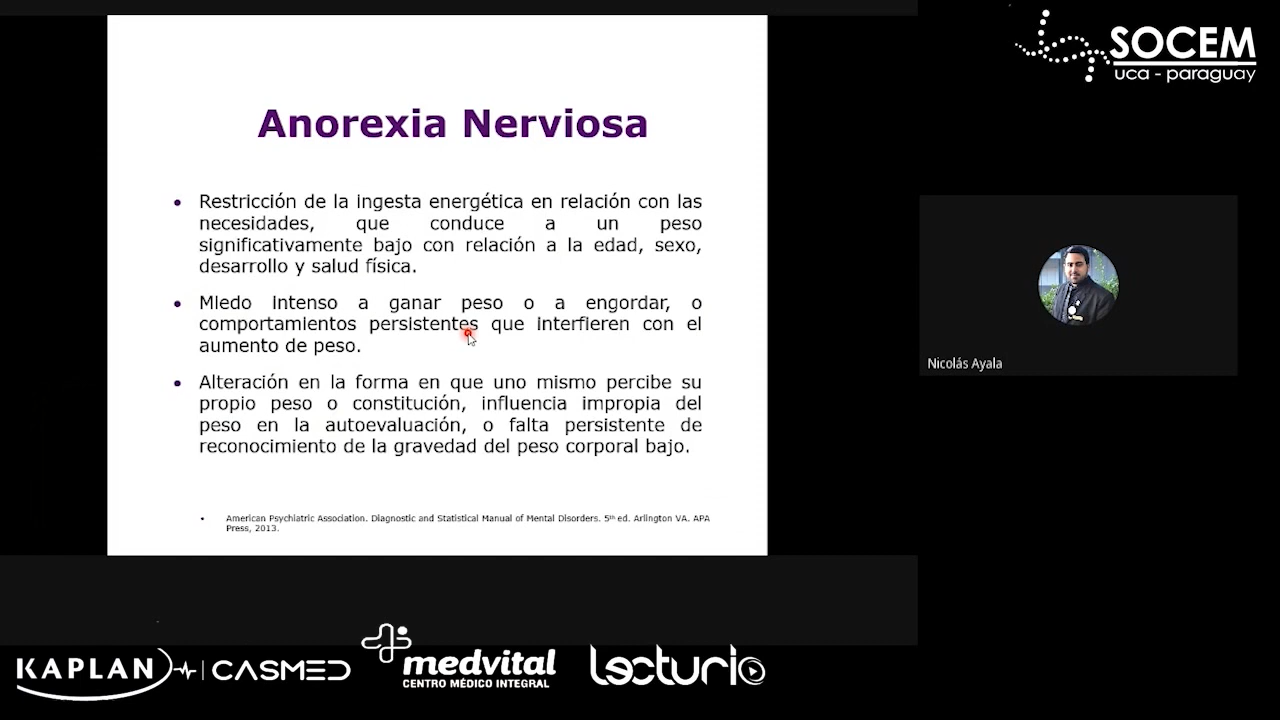 SOCEM
uca - paraguay
Anorexia Nerviosa
• Restricción de la ingesta energética en relación con las
necesidades, que conduce a un peso
significativamente bajo con relación a la edad, sexo,
desarrollo y salud física.
• Miedo intenso a ganar peso o a engordar, o
comportamientos persistentes que interfieren con el
aumento de peso.
• Alteración en la forma en que uno mismo percibe su
propio peso o constitución, influencia impropia del
peso en la autoevaluación, o falta persistente de
reconocimiento de la gravedad del peso corporal bajo.
• American Psychiatric Association. Diagnostic and Statistical Manual of Mental Disorders. 5th ed. Arlington VA. APA
Press, 2013.
Nicolás Ayala
KAPLAN | CASMED
medvital
CENTRO MÉDICO INTEGRAL
Lecturio